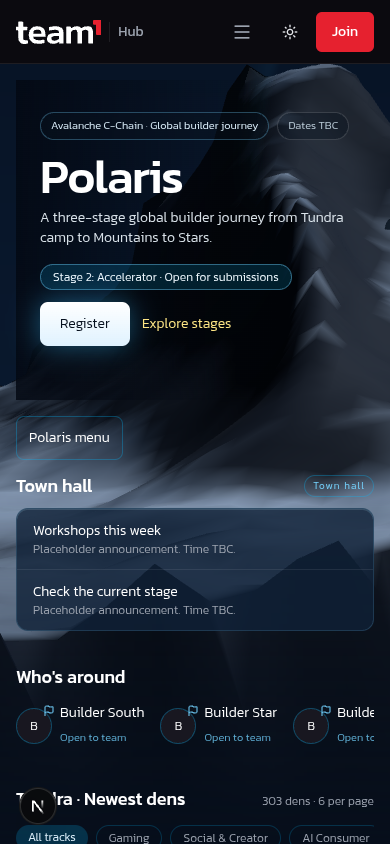 team1 Hub Join
Avalanche C-Chain · Global builder journey Dates TBC
Polaris
A three-stage global builder journey from Tundra
camp to Mountains to Stars.
Stage 2: Accelerator · Open for submissions
Register Explore stages
Polaris menu
Town hall Town hall
Workshops this week
Placeholder announcement. Time TBC.
Check the current stage
Placeholder announcement. Time TBC.
Who's around
B Builder South B Builder Star B Builde
Open to team Open to team Open to
N
dra · Newest dens 303 dens · 6 per page
All tracks Gaming Social & Creator AI Consumer